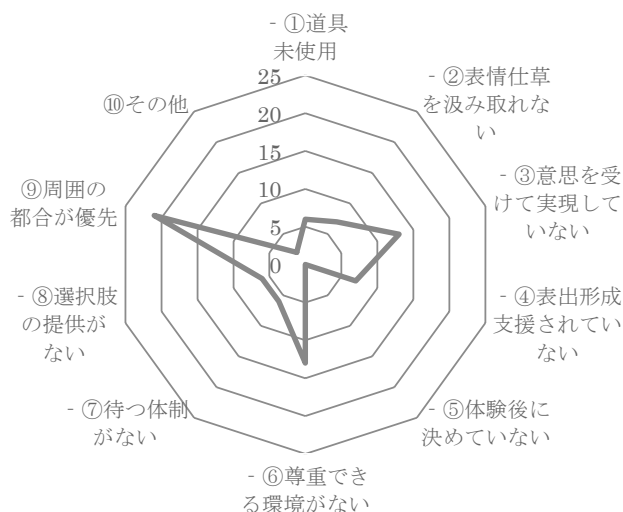 - ①道具
未使用
- ②表情仕草
を汲み取れな
い
- ③意思を受
けて実現して
いない
- ④表出形成
支援されてい
ない
- ⑤体験後に
決めていない
- ⑥尊重でき
る環境がない
- ⑦待つ体制
がない
- ⑧選択肢
の提供が
ない
⑨周囲の
都合が優先
⑩その他
25
20
15
10
5
0